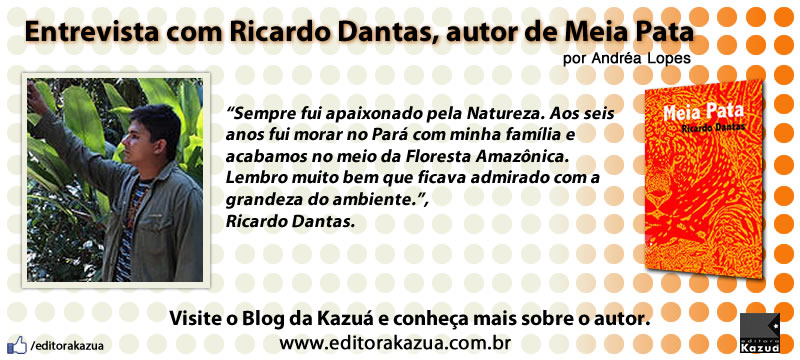 Entrevista com Ricardo Dantas, autor de Meia Pata
por Andréa Lopes
“Sempre fui apaixonado pela Natureza. Aos seis
anos fui morar no Pará com minha família e
acabamos no meio da Floresta Amazônica.
Lembro muito bem que ficava admirado com a
grandeza do ambiente.”,
Ricardo Dantas.
Meia Pata
Ricardo Dantas
Visite o Blog da Kazuá e conheça mais sobre o autor.
/editorakazua
www.editorakazua.com.br
editora
Kazuá